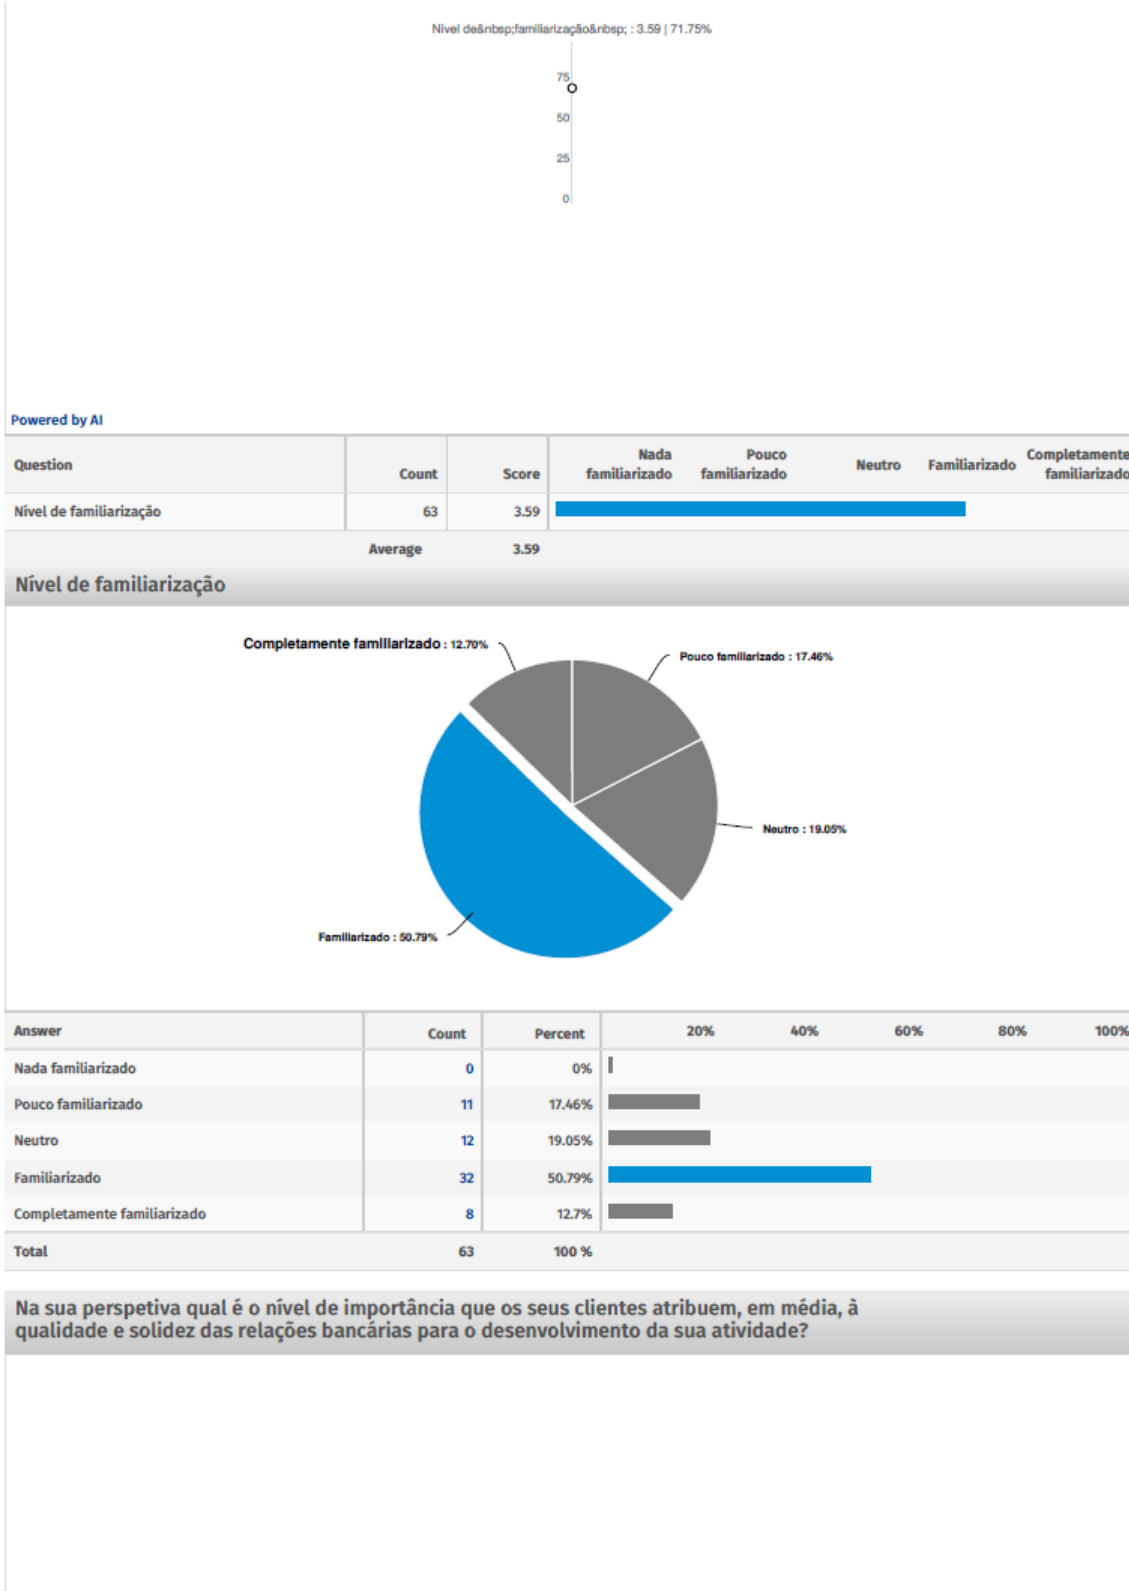 Nível de&nbsp;familiarização&nbsp; : 3.59 | 71.75%
75
50
25
0
Powered by AI
Question Count Score Nada familiarizado Pouco familiarizado Neutro Familiarizado Completamente familiarizado
Nível de familiarização 63 3.59
Average 3.59
Nível de familiarização
Completamente familiarizado : 12.70%
Pouco familiarizado : 17.46%
Neutro : 19.05%
Familiarizado : 50.79%
Answer Count Percent 20% 40% 60% 80% 100%
Nada familiarizado 0 0%
Pouco familiarizado 11 17.46%
Neutro 12 19.05%
Familiarizado 32 50.79%
Completamente familiarizado 8 12.7%
Total 63 100 %
Na sua perspetiva qual é o nível de importância que os seus clientes atribuem, em média, à
qualidade e solidez das relações bancárias para o desenvolvimento da sua atividade?